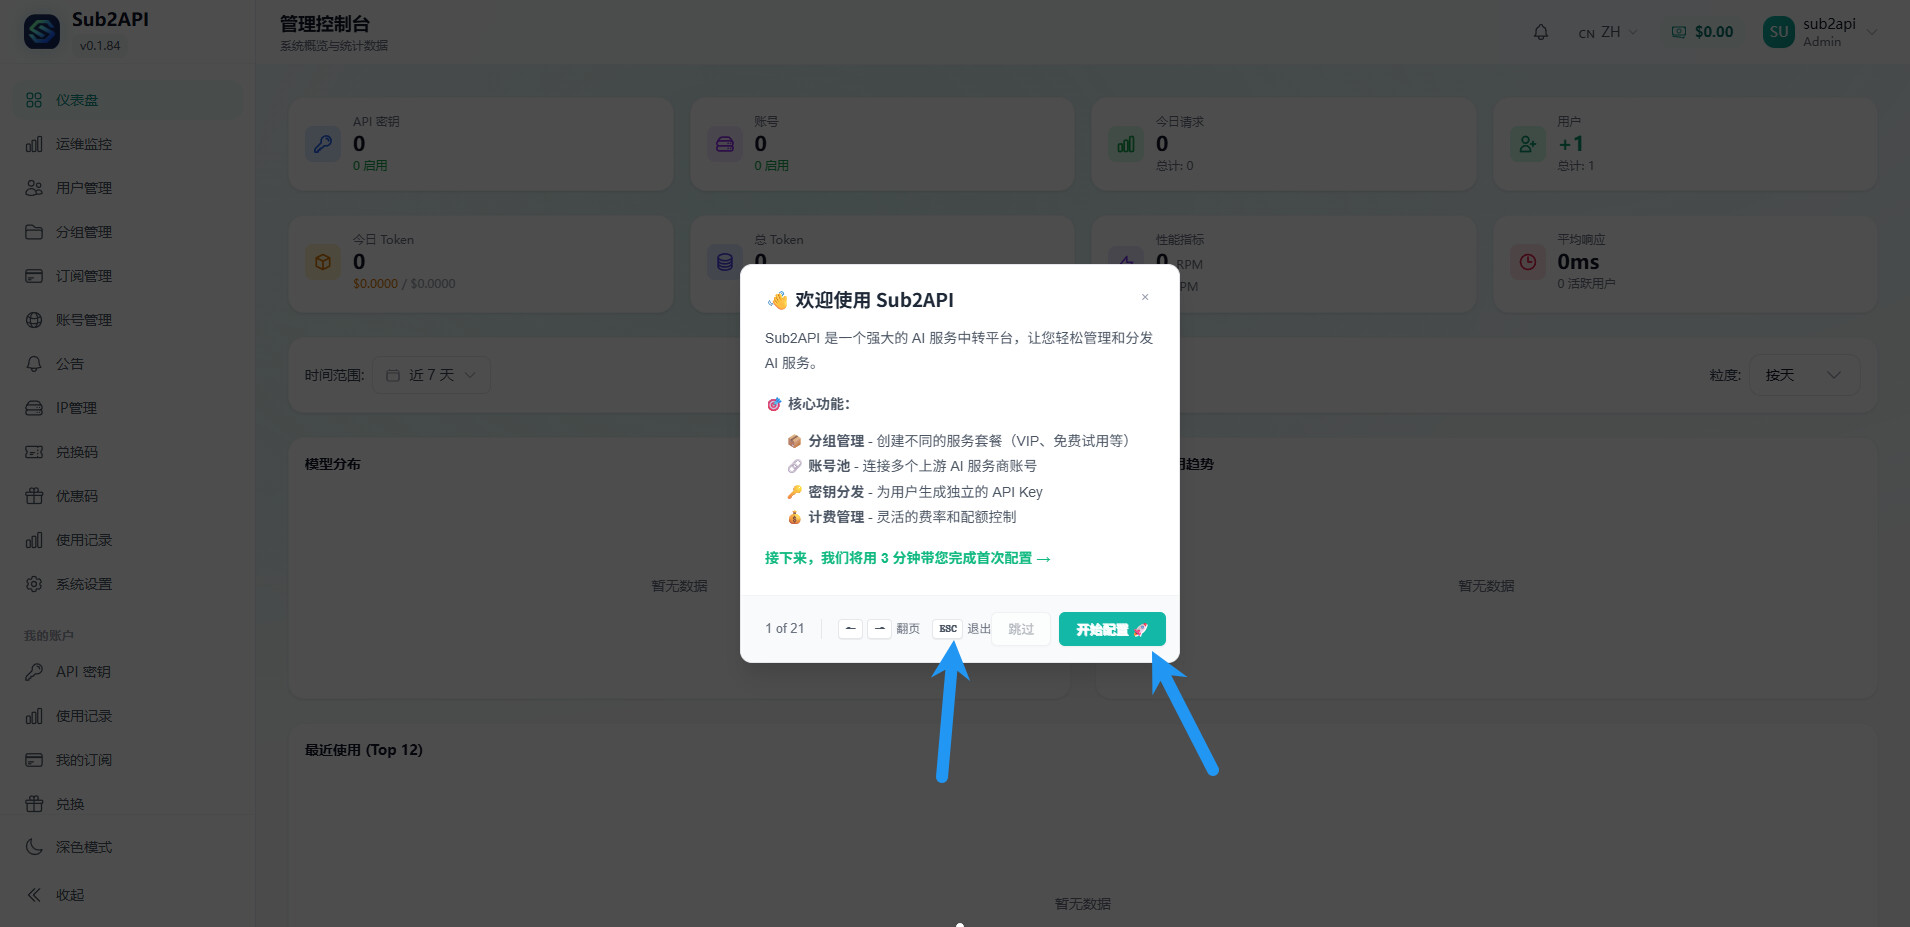 Sub2API
v0.1.84
仪表盘
运维监控
用户管理
分组管理
订阅管理
账号管理
公告
IP管理
兑换码
优惠码
使用记录
系统设置
我的账户
API 密钥
使用记录
我的订阅
兑换
深色模式
收起
管理控制台
系统概览与统计数据
CN ZH
$0.00
SU
sub2api
Admin
API 密钥
0
0 启用
账号
0
0 启用
今日请求
0
总计: 0
用户
+1
总计: 1
今日 Token
0
$0.0000 / $0.0000
总 Token
0
性能指标
0 RPM
PM
平均响应
0ms
0 活跃用户
时间范围:
近 7 天
粒度:
按天
模型分布
暂无数据
趋势
暂无数据
最近使用 (Top 12)
暂无数据
👋 欢迎使用 Sub2API
×
Sub2API 是一个强大的 AI 服务中转平台，让您轻松管理和分发
AI 服务。
🎯 核心功能：
📦 分组管理 - 创建不同的服务套餐（VIP、免费试用等）
🔗 账号池 - 连接多个上游 AI 服务商账号
🔑 密钥分发 - 为用户生成独立的 API Key
💰 计费管理 - 灵活的费率和配额控制
接下来，我们将用 3 分钟带您完成首次配置 →
1 of 21
← → 翻页
ESC 退出
跳过
开始配置 🚀